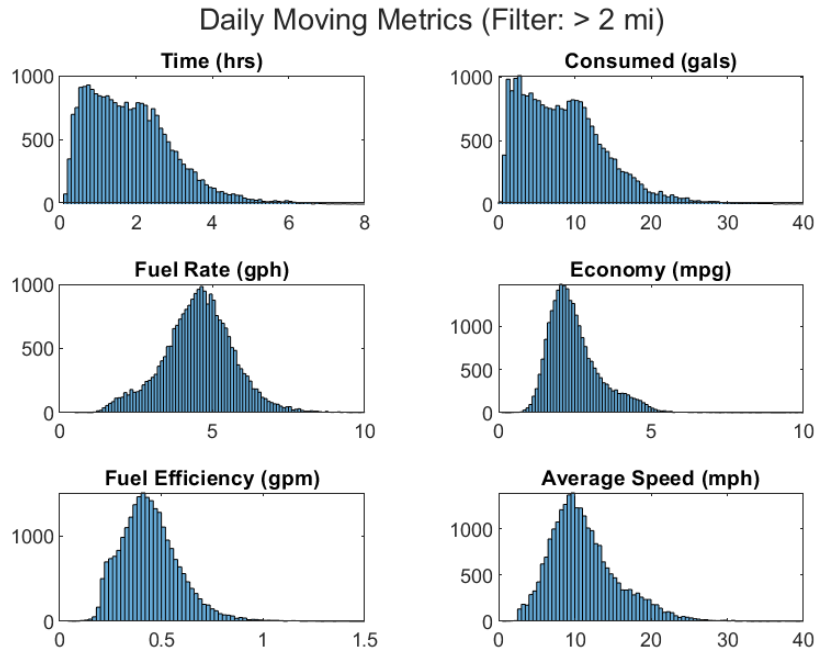 Daily Moving Metrics (Filter: > 2 mi)
Time (hrs)
1000
500
0
0 2 4 6 8
Consumed (gals)
1000
500
0
0 10 20 30 40
Fuel Rate (gph)
1000
500
0
0 5 10
Economy (mpg)
1000
500
0
0 5 10
Fuel Efficiency (gpm)
1000
0
0 0.5 1 1.5
Average Speed (mph)
1000
500
0
0 10 20 30 40